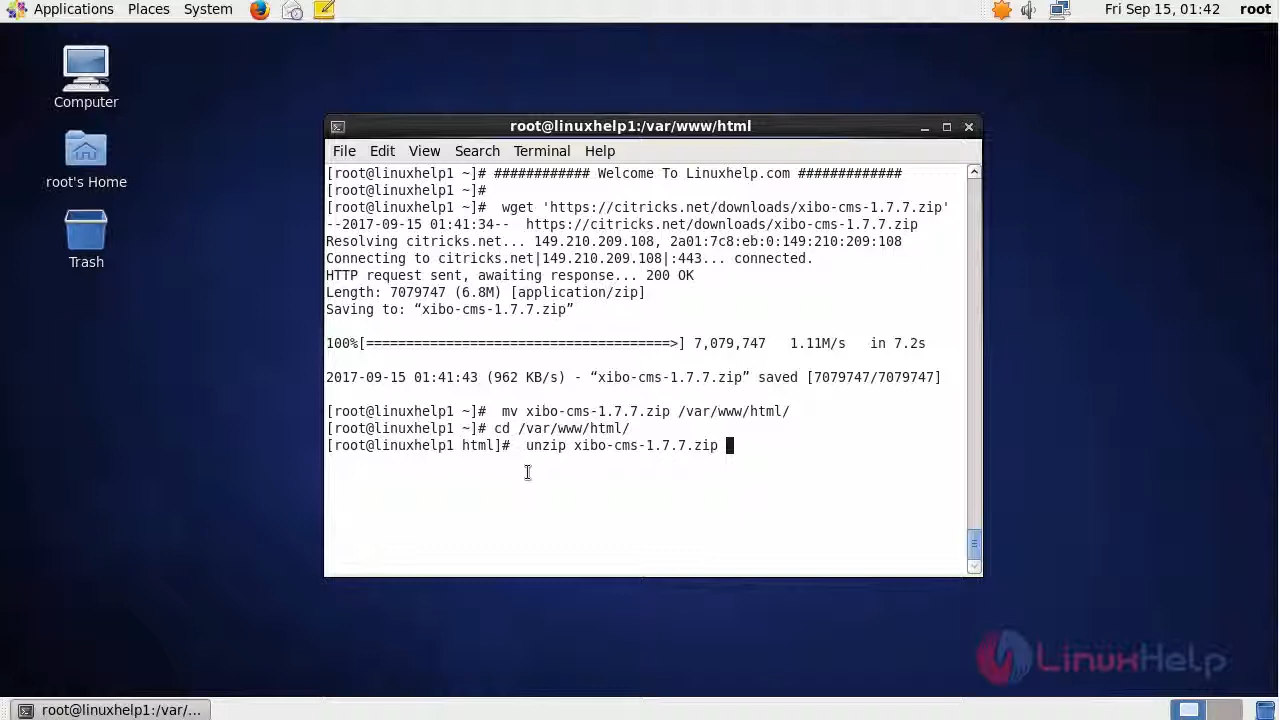 Applications Places System Fri Sep 15, 01:42 root
Computer
root's Home
Trash
root@linuxhelp1:/var/www/html
File Edit View Search Terminal Help
[root@linuxhelp1 ~]# ############ Welcome To Linuxhelp.com #############
[root@linuxhelp1 ~]#
[root@linuxhelp1 ~]#  wget 'https://citricks.net/downloads/xibo-cms-1.7.7.zip'
--2017-09-15 01:41:34--  https://citricks.net/downloads/xibo-cms-1.7.7.zip
Resolving citricks.net... 149.210.209.108, 2a01:7c8:eb:0:149:210:209:108
Connecting to citricks.net|149.210.209.108|:443... connected.
HTTP request sent, awaiting response... 200 OK
Length: 7079747 (6.8M) [application/zip]
Saving to: “xibo-cms-1.7.7.zip”
100%[======================================>] 7,079,747   1.11M/s   in 7.2s
2017-09-15 01:41:43 (962 KB/s) - “xibo-cms-1.7.7.zip” saved [7079747/7079747]
[root@linuxhelp1 ~]#  mv xibo-cms-1.7.7.zip /var/www/html/
[root@linuxhelp1 ~]# cd /var/www/html/
[root@linuxhelp1 html]#  unzip xibo-cms-1.7.7.zip
LinuxHelp
root@linuxhelp1:/var/...